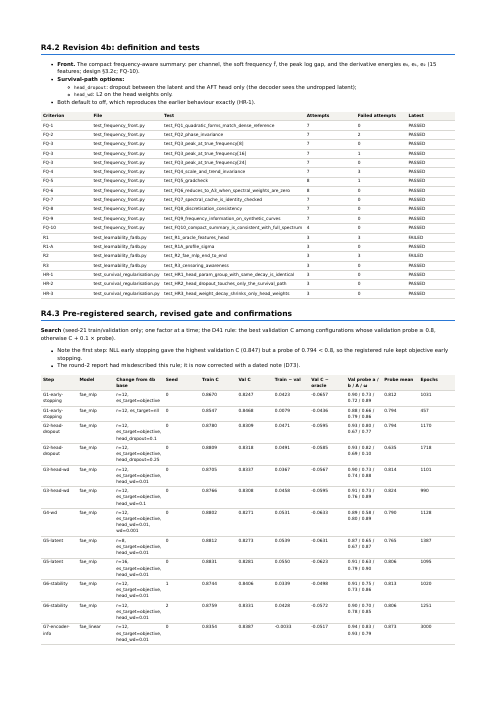 R4.2 Revision 4b: definition and tests
• Front. The compact frequency-aware summary: per channel, the soft frequency f̂, the peak log gap, and the derivative energies e₀, e₁, e₂ (15
features; design §3.2c; FQ-10).
• Survival-path options:
head_dropout: dropout between the latent and the AFT head only (the decoder sees the undropped latent);
head_wd: L2 on the head weights only.
• Both default to off, which reproduces the earlier behaviour exactly (HR-1).
Criterion File Test Attempts Failed attempts Latest
FQ-1 test_frequency_front.py test_FQ1_quadratic_forms_match_dense_reference 7 0 PASSED
FQ-2 test_frequency_front.py test_FQ2_phase_invariance 7 2 PASSED
FQ-3 test_frequency_front.py test_FQ3_peak_at_true_frequency[8] 7 0 PASSED
FQ-3 test_frequency_front.py test_FQ3_peak_at_true_frequency[16] 7 1 PASSED
FQ-3 test_frequency_front.py test_FQ3_peak_at_true_frequency[24] 7 0 PASSED
FQ-4 test_frequency_front.py test_FQ4_scale_and_trend_invariance 7 3 PASSED
FQ-5 test_frequency_front.py test_FQ5_gradcheck 8 1 PASSED
FQ-6 test_frequency_front.py test_FQ6_reduces_to_A3_when_spectral_weights_are_zero 8 0 PASSED
FQ-7 test_frequency_front.py test_FQ7_spectral_cache_is_identity_checked 7 0 PASSED
FQ-8 test_frequency_front.py test_FQ8_discretisation_consistency 7 0 PASSED
FQ-9 test_frequency_front.py test_FQ9_frequency_information_on_synthetic_curves 7 0 PASSED
FQ-10 test_frequency_front.py test_FQ10_compact_summary_is_consistent_with_full_spectrum 4 0 PASSED
R1 test_learnability_fa4b.py test_R1_oracle_features_head 3 3 FAILED
R1-A test_learnability_fa4b.py test_R1A_profile_sigma 3 0 PASSED
R2 test_learnability_fa4b.py test_R2_fae_mlp_end_to_end 3 3 FAILED
R3 test_learnability_fa4b.py test_R3_censoring_awareness 3 0 PASSED
HR-1 test_survival_regularisation.py test_HR1_head_param_group_with_same_decay_is_identical 3 0 PASSED
HR-2 test_survival_regularisation.py test_HR2_head_dropout_touches_only_the_survival_path 3 0 PASSED
HR-3 test_survival_regularisation.py test_HR3_head_weight_decay_shrinks_only_head_weights 3 0 PASSED
R4.3 Pre-registered search, revised gate and confirmations
Search (seed-21 train/validation only; one factor at a time; the D41 rule: the best validation C among configurations whose validation probe ≥ 0.8,
otherwise C + 0.1 × probe).
• Note the first step: NLL early stopping gave the highest validation C (0.847) but a probe of 0.794 < 0.8, so the registered rule kept objective early
stopping.
• The round-2 report had misdescribed this rule; it is now corrected with a dated note (D73).
Step Model Change from 4b base Seed Train C Val C Train − val Val C − oracle Val probe a / b / A / ω Probe mean Epochs
G1-early-stopping fae_mlp r=12, es_target=objective 0 0.8670 0.8247 0.0423 -0.0657 0.90 / 0.73 / 0.72 / 0.89 0.812 1031
G1-early-stopping fae_mlp r=12, es_target=nll 0 0.8547 0.8468 0.0079 -0.0436 0.88 / 0.66 / 0.79 / 0.86 0.794 357
G2-head-dropout fae_mlp r=12, es_target=objective, head_dropout=0.1 0 0.8780 0.8309 0.0471 -0.0595 0.93 / 0.80 / 0.67 / 0.77 0.794 1170
G2-head-dropout fae_mlp r=12, es_target=objective, head_dropout=0.25 0 0.8809 0.8318 0.0491 -0.0585 0.93 / 0.82 / 0.69 / 0.10 0.635 1718
G3-head-wd fae_mlp r=12, es_target=objective, head_wd=0.01 0 0.8705 0.8337 0.0367 -0.0567 0.90 / 0.73 / 0.74 / 0.88 0.814 1101
G3-head-wd fae_mlp r=12, es_target=objective, head_wd=0.1 0 0.8766 0.8308 0.0458 -0.0595 0.91 / 0.73 / 0.76 / 0.89 0.824 990
G4-wd fae_mlp r=12, es_target=objective, head_wd=0.01, wd=0.001 0 0.8802 0.8271 0.0531 -0.0633 0.89 / 0.58 / 0.80 / 0.89 0.790 1128
G5-latent fae_mlp r=8, es_target=objective, head_wd=0.01 0 0.8812 0.8273 0.0539 -0.0631 0.87 / 0.65 / 0.67 / 0.87 0.765 1387
G5-latent fae_mlp r=16, es_target=objective, head_wd=0.01 0 0.8831 0.8281 0.0550 -0.0623 0.91 / 0.63 / 0.79 / 0.90 0.806 1095
G6-stability fae_mlp r=12, es_target=objective, head_wd=0.01 1 0.8744 0.8406 0.0339 -0.0498 0.91 / 0.75 / 0.73 / 0.86 0.813 1020
G6-stability fae_mlp r=12, es_target=objective, head_wd=0.01 2 0.8759 0.8331 0.0428 -0.0572 0.90 / 0.70 / 0.78 / 0.85 0.806 1251
G7-encoder-info fae_linear r=12, es_target=objective, head_wd=0.01 0 0.8354 0.8387 -0.0033 -0.0517 0.94 / 0.83 / 0.93 / 0.79 0.873 3000